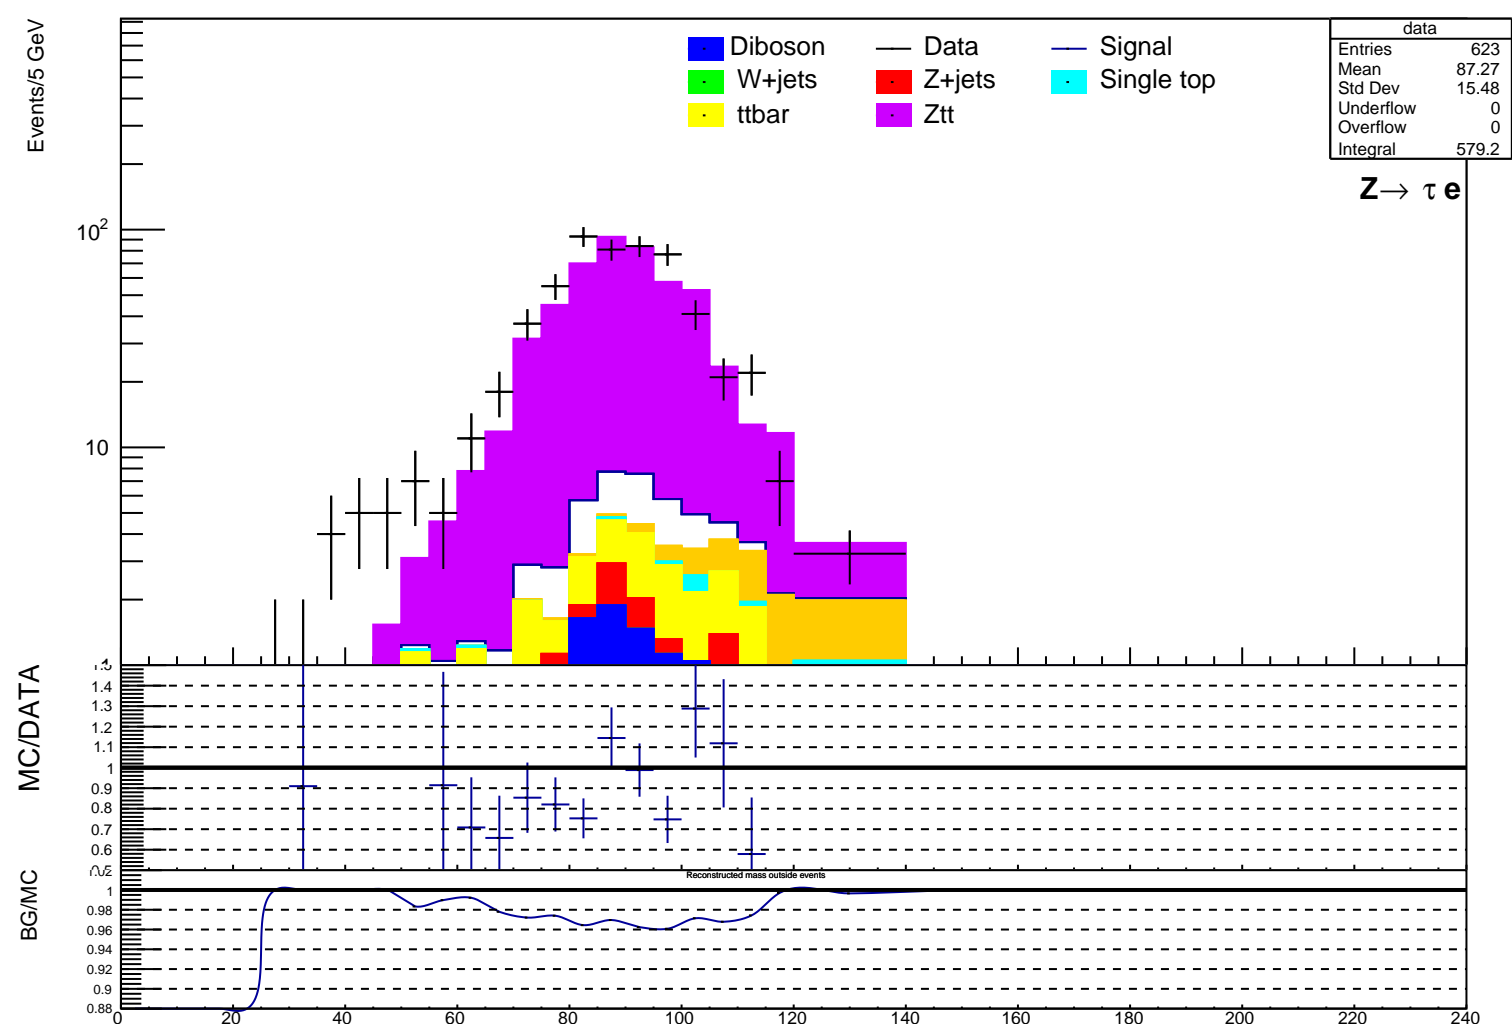 Events/5 GeV
Diboson
Data
Signal
W+jets
Z+jets
Single top
ttbar
Ztt
data
Entries 623
Mean 87.27
Std Dev 15.48
Underflow 0
Overflow 0
Integral 579.2
Z→ τ e
10²
10
MC/DATA
1.4
1.3
1.2
1.1
1
0.9
0.8
0.7
0.6
Reconstructed mass outside events
BG/MC
1
0.98
0.96
0.94
0.92
0.9
0.88
0 20 40 60 80 100 120 140 160 180 200 220 240